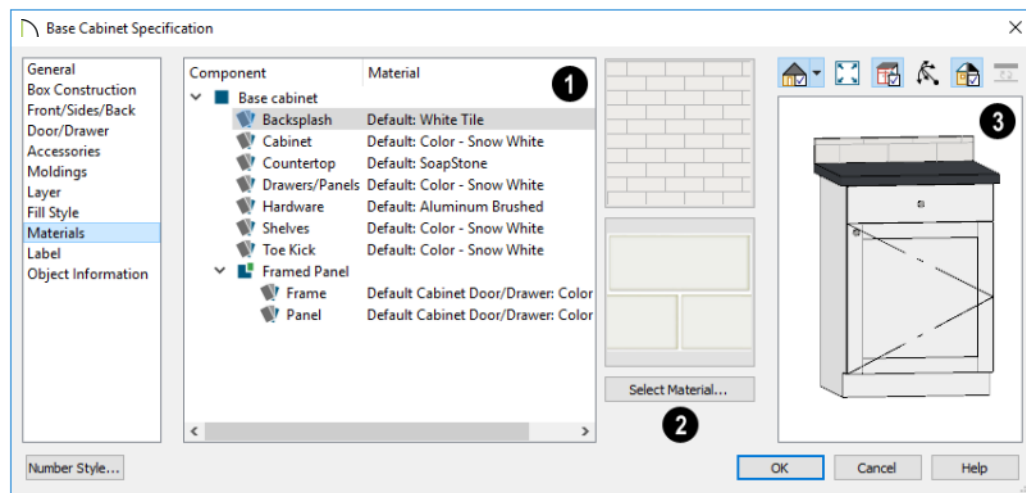 Base Cabinet Specification
General
Box Construction
Front/Sides/Back
Door/Drawer
Accessories
Moldings
Layer
Fill Style
Materials
Label
Object Information
Component Material
1
Base cabinet
Backsplash Default: White Tile
Cabinet Default: Color - Snow White
Countertop Default: SoapStone
Drawers/Panels Default: Color - Snow White
Hardware Default: Aluminum Brushed
Shelves Default: Color - Snow White
Toe Kick Default: Color - Snow White
Framed Panel
Frame Default Cabinet Door/Drawer: Color
Panel Default Cabinet Door/Drawer: Color
Select Material...
2
3
Number Style...
OK Cancel Help